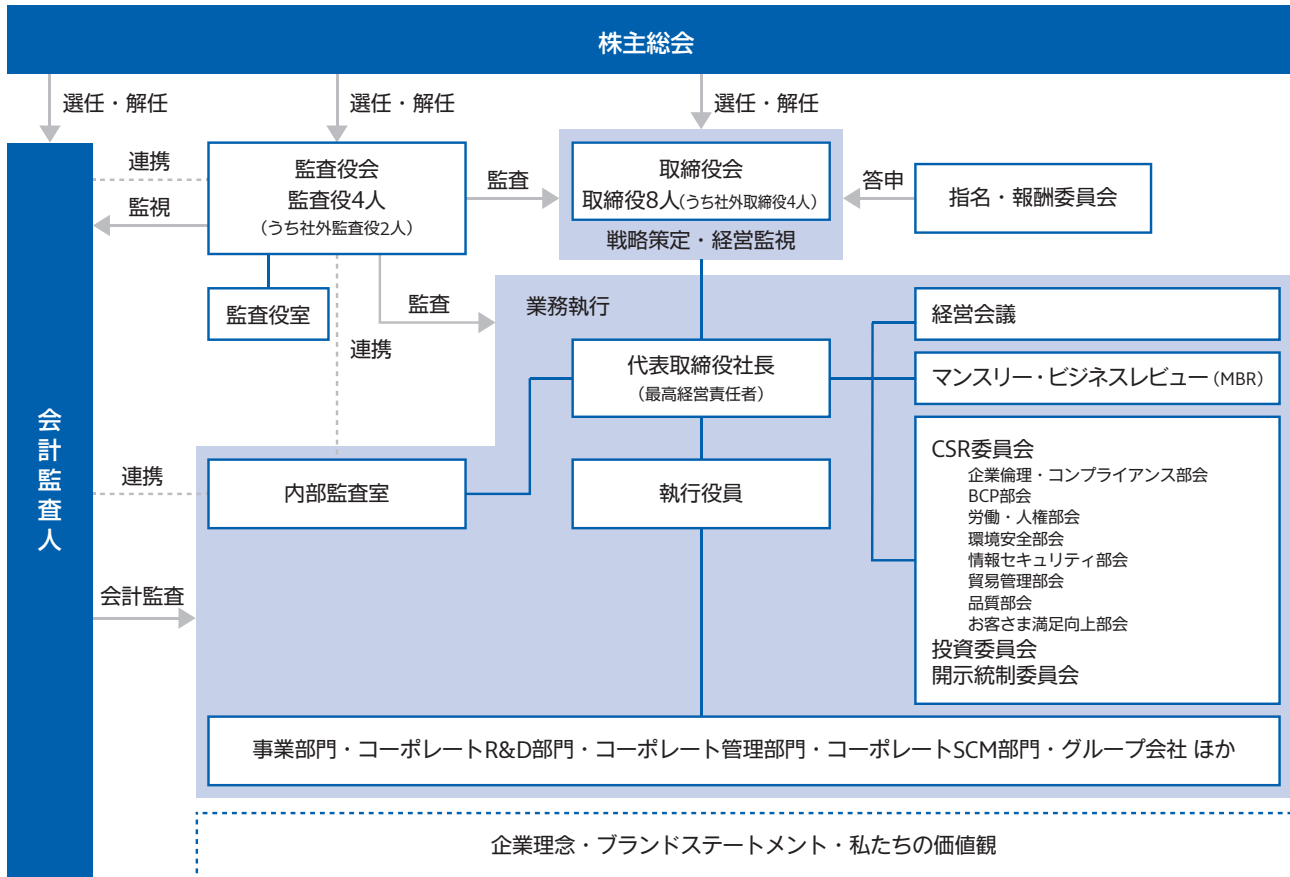 株主総会
選任・解任
選任・解任
選任・解任
連携
監視
監査役会
監査役4人
(うち社外監査役2人)
監査
取締役会
取締役8人(うち社外取締役4人)
戦略策定・経営監視
答申
指名・報酬委員会
監査役室
監査
連携
業務執行
代表取締役社長
(最高経営責任者)
経営会議
マンスリー・ビジネスレビュー(MBR)
会計監査人
連携
内部監査室
執行役員
CSR委員会
企業倫理・コンプライアンス部会
BCP部会
労働・人権部会
環境安全部会
情報セキュリティ部会
貿易管理部会
品質部会
お客さま満足向上部会
投資委員会
開示統制委員会
会計監査
事業部門・コーポレートR&D部門・コーポレート管理部門・コーポレートSCM部門・グループ会社 ほか
企業理念・ブランドステートメント・私たちの価値観